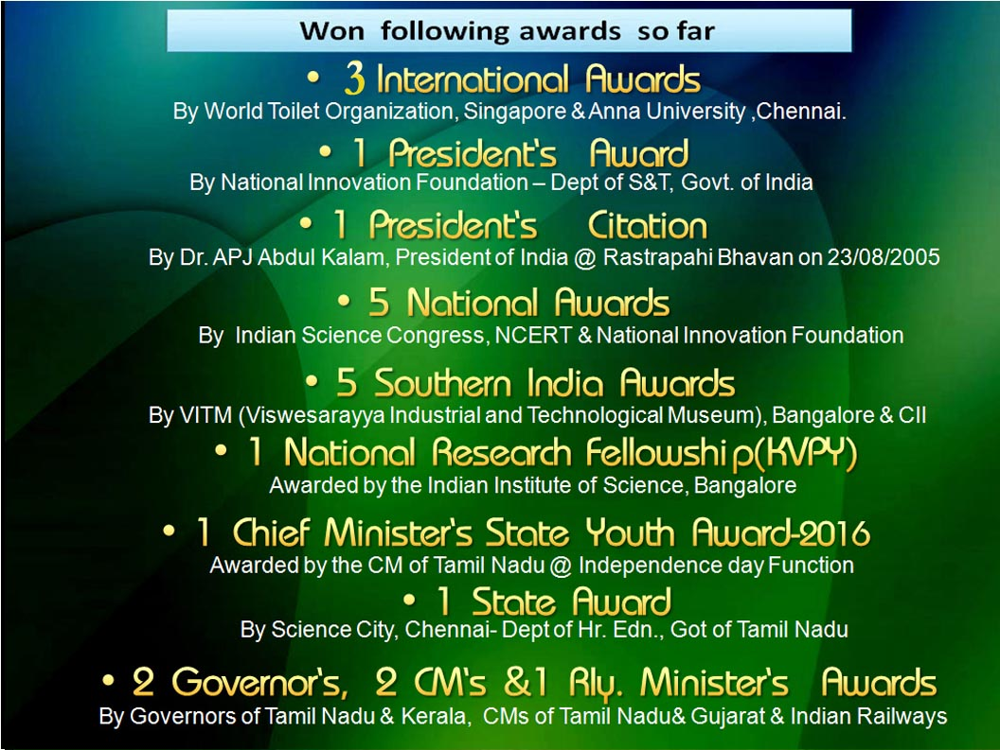 Won following awards so far
• 3 International Awards
By World Toilet Organization, Singapore & Anna University ,Chennai.
• 1 President's Award
By National Innovation Foundation – Dept of S&T, Govt. of India
• 1 President's Citation
By Dr. APJ Abdul Kalam, President of India @ Rastrapahi Bhavan on 23/08/2005
• 5 National Awards
By Indian Science Congress, NCERT & National Innovation Foundation
• 5 Southern India Awards
By VITM (Viswesarayya Industrial and Technological Museum), Bangalore & CII
• 1 National Research Fellowship(KVPY)
Awarded by the Indian Institute of Science, Bangalore
• 1 Chief Minister's State Youth Award-2016
Awarded by the CM of Tamil Nadu @ Independence day Function
• 1 State Award
By Science City, Chennai- Dept of Hr. Edn., Got of Tamil Nadu
• 2 Governor's, 2 CM's &1 Rly. Minister's Awards
By Governors of Tamil Nadu & Kerala, CMs of Tamil Nadu& Gujarat & Indian Railways